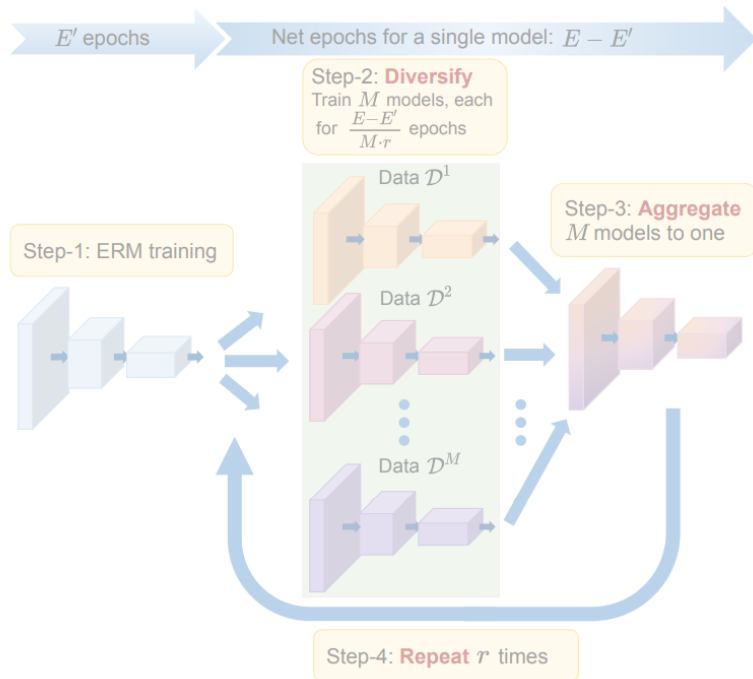 E′ epochs
Net epochs for a single model: E − E′
Step-2: Diversify
Train M models, each
for (E−E′)/(M·r) epochs
Data 𝒟¹
Step-3: Aggregate
M models to one
Step-1: ERM training
Data 𝒟²
Data 𝒟ᴹ
Step-4: Repeat r times